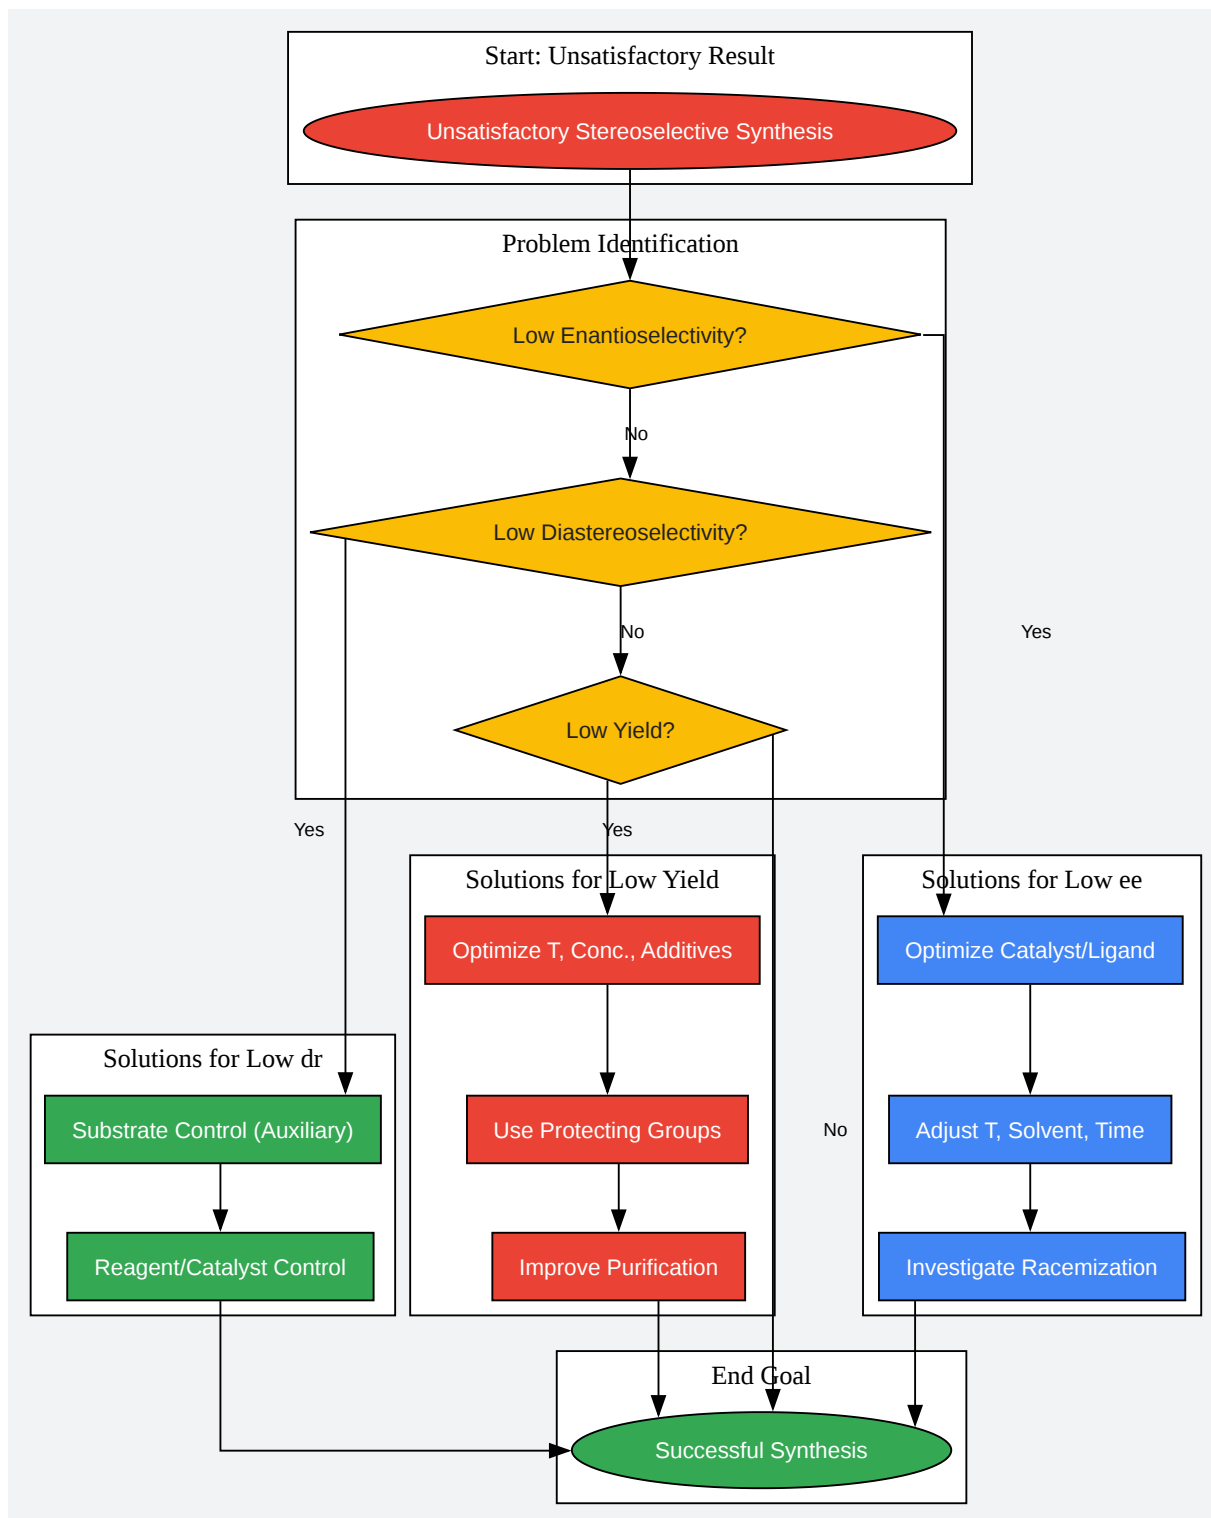 Start: Unsatisfactory Result
Unsatisfactory Stereoselective Synthesis
Problem Identification
Low Enantioselectivity?
No
Low Diastereoselectivity?
No
Yes
Low Yield?
Yes
Yes
Solutions for Low Yield
Solutions for Low ee
Optimize T, Conc., Additives
Optimize Catalyst/Ligand
Solutions for Low dr
Substrate Control (Auxiliary)
Use Protecting Groups
No
Adjust T, Solvent, Time
Reagent/Catalyst Control
Improve Purification
Investigate Racemization
End Goal
Successful Synthesis